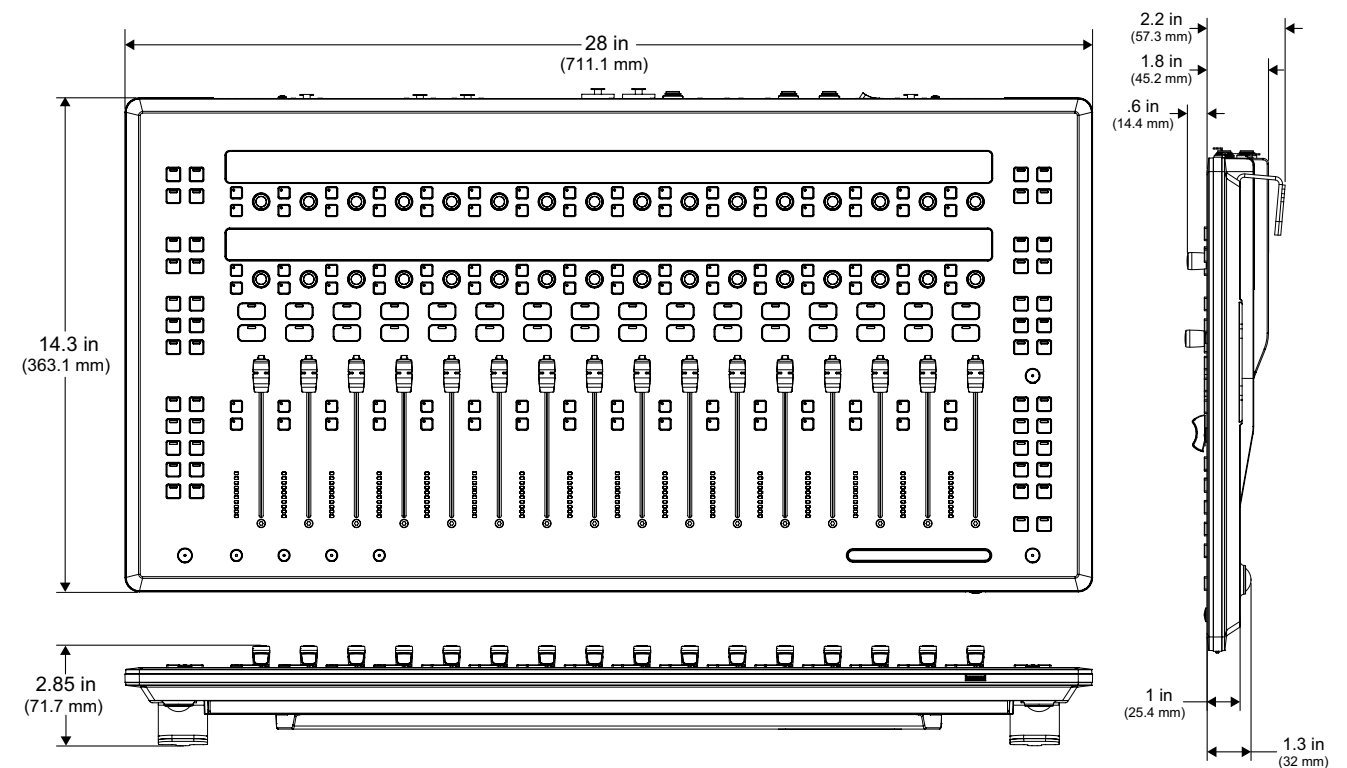 2.2 in
(57.3 mm)
28 in
(711.1 mm)
1.8 in
(45.2 mm)
.6 in
(14.4 mm)
14.3 in
(363.1 mm)
2.85 in
(71.7 mm)
1 in
(25.4 mm)
1.3 in
(32 mm)